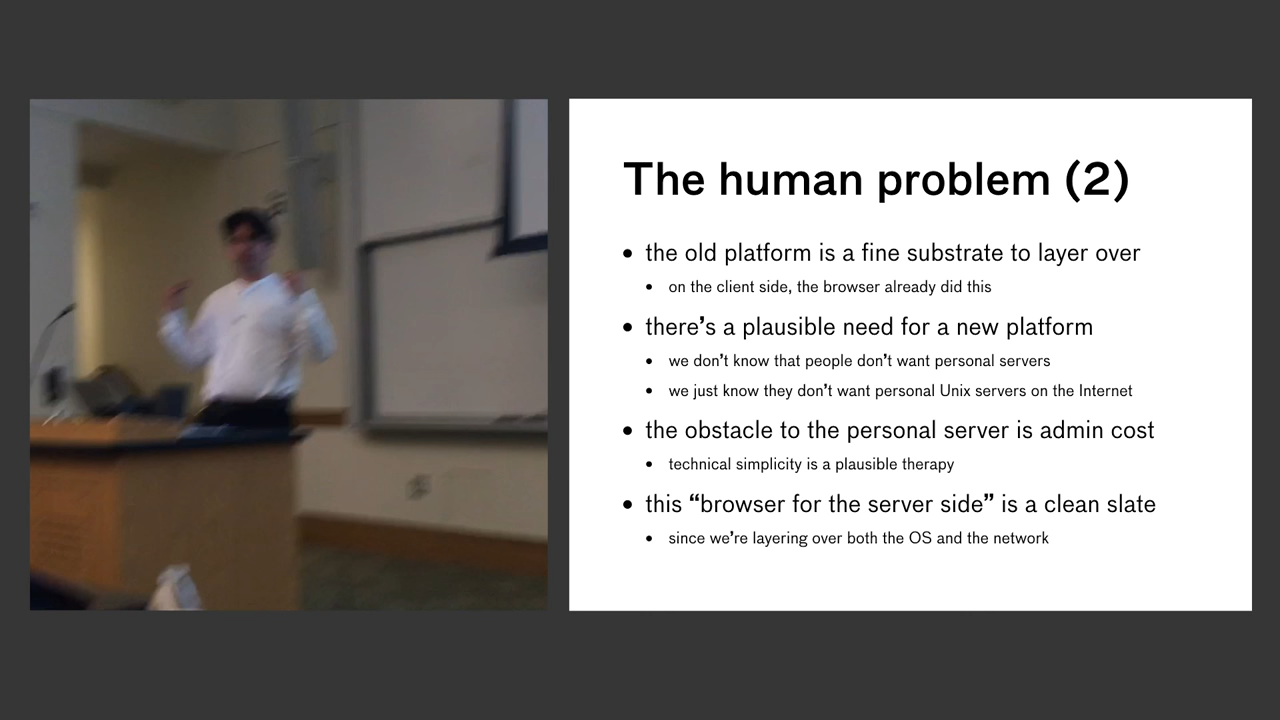 The human problem (2)
• the old platform is a fine substrate to layer over
• on the client side, the browser already did this
• there’s a plausible need for a new platform
• we don’t know that people don’t want personal servers
• we just know they don’t want personal Unix servers on the Internet
• the obstacle to the personal server is admin cost
• technical simplicity is a plausible therapy
• this “browser for the server side” is a clean slate
• since we’re layering over both the OS and the network